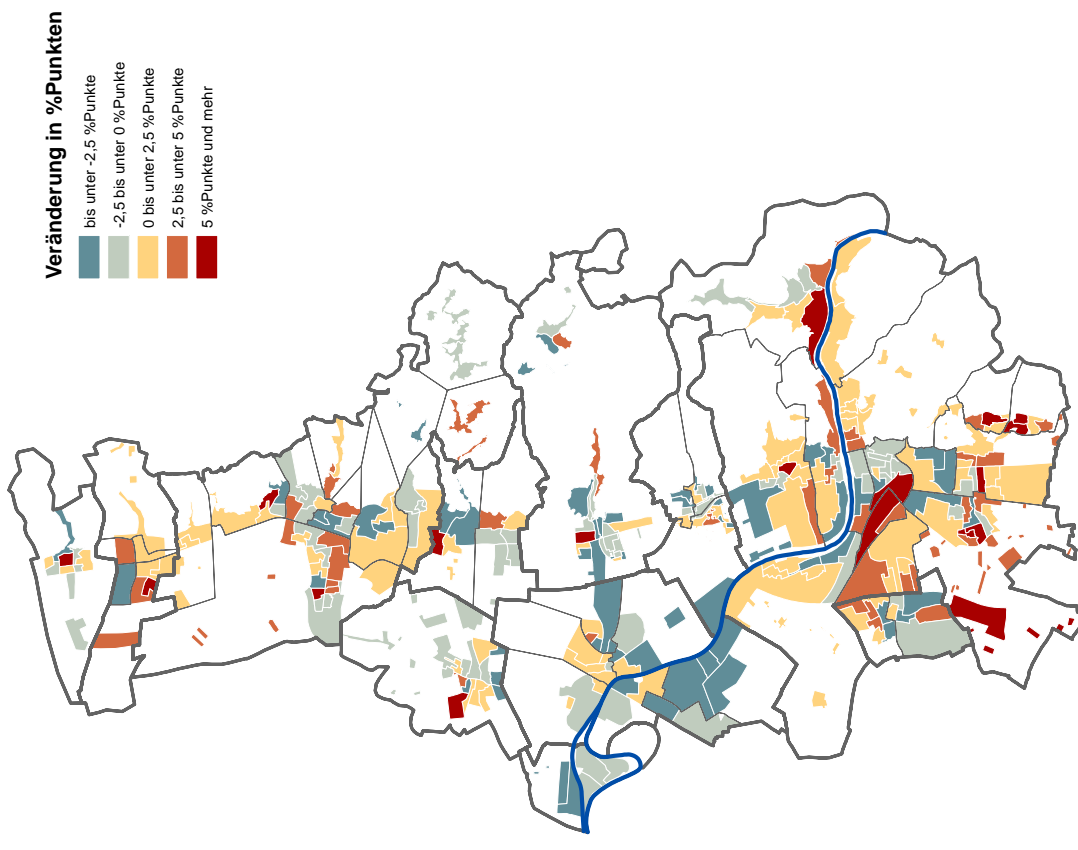 Veränderung in %Punkten
bis unter -2,5 %Punkte
-2,5 bis unter 0 %Punkte
0 bis unter 2,5 %Punkte
2,5 bis unter 5 %Punkte
5 %Punkte und mehr